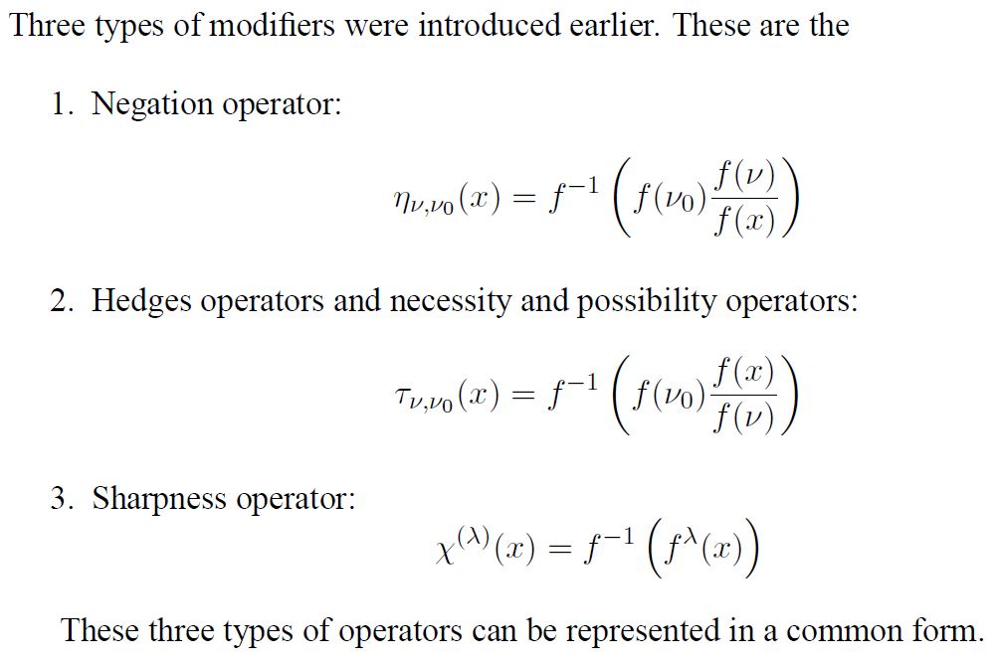 Three types of modifiers were introduced earlier. These are the
1. Negation operator:
$$\eta_{\nu,\nu_0}(x) = f^{-1}\left(f(\nu_0)\frac{f(\nu)}{f(x)}\right)$$
2. Hedges operators and necessity and possibility operators:
$$\tau_{\nu,\nu_0}(x) = f^{-1}\left(f(\nu_0)\frac{f(x)}{f(\nu)}\right)$$
3. Sharpness operator:
$$\chi^{(\lambda)}(x) = f^{-1}\left(f^{\lambda}(x)\right)$$
These three types of operators can be represented in a common form.